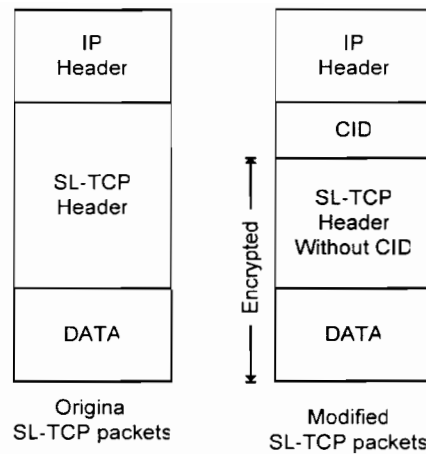 IP
Header
SL-TCP
Header
DATA
Origina
SL-TCP packets
IP
Header
CID
SL-TCP
Header
Without CID
DATA
Encrypted
Modified
SL-TCP packets